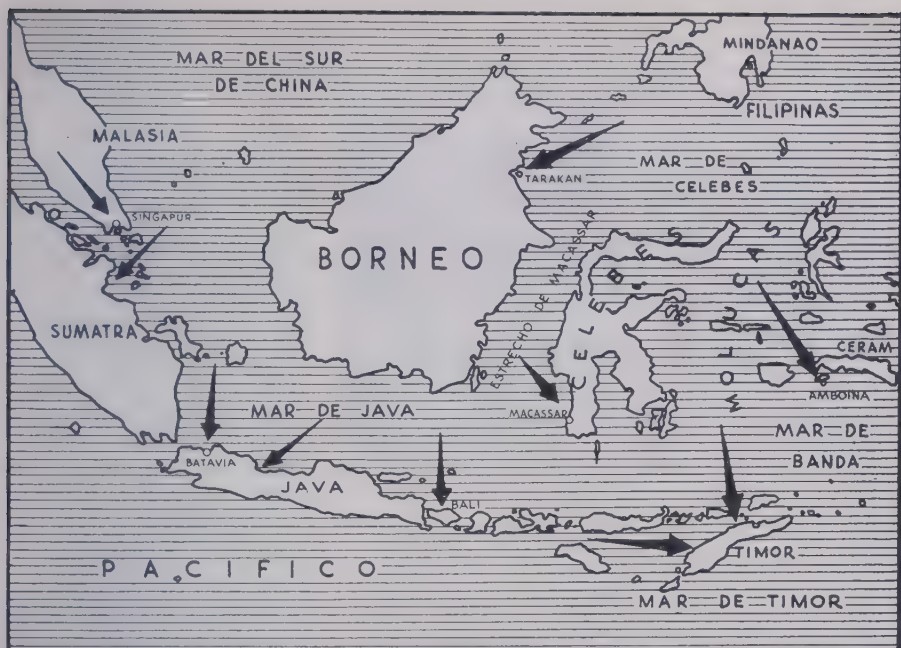 MAR DEL SUR
DE CHINA
MINDANAO
FILIPINAS
MALASIA
MAR DE
CELEBES
TARAKAN
SINGAPUR
BORNEO
ESTRECHO DE MACASSAR
CELEBES
MOLUCAS
SUMATRA
CERAM
AMBOINA
MACASSAR
MAR DE JAVA
MAR DE
BANDA
BATAVIA
JAVA
BALI
TIMOR
PACIFICO
MAR DE TIMOR